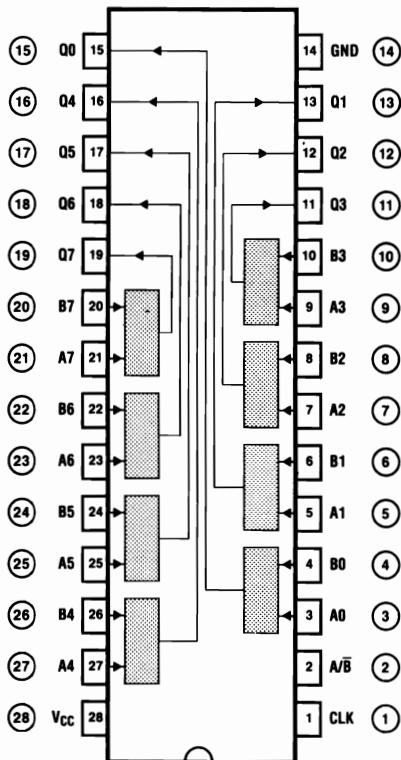 15 Q0 15 14 GND 14
16 Q4 16 13 Q1 13
17 Q5 17 12 Q2 12
18 Q6 18 11 Q3 11
19 Q7 19 10 B3 10
20 B7 20 9 A3 9
21 A7 21 8 B2 8
22 B6 22 7 A2 7
23 A6 23 6 B1 6
24 B5 24 5 A1 5
25 A5 25 4 B0 4
26 B4 26 3 A0 3
27 A4 27 2 A/B̅ 2
28 VCC 28 1 CLK 1